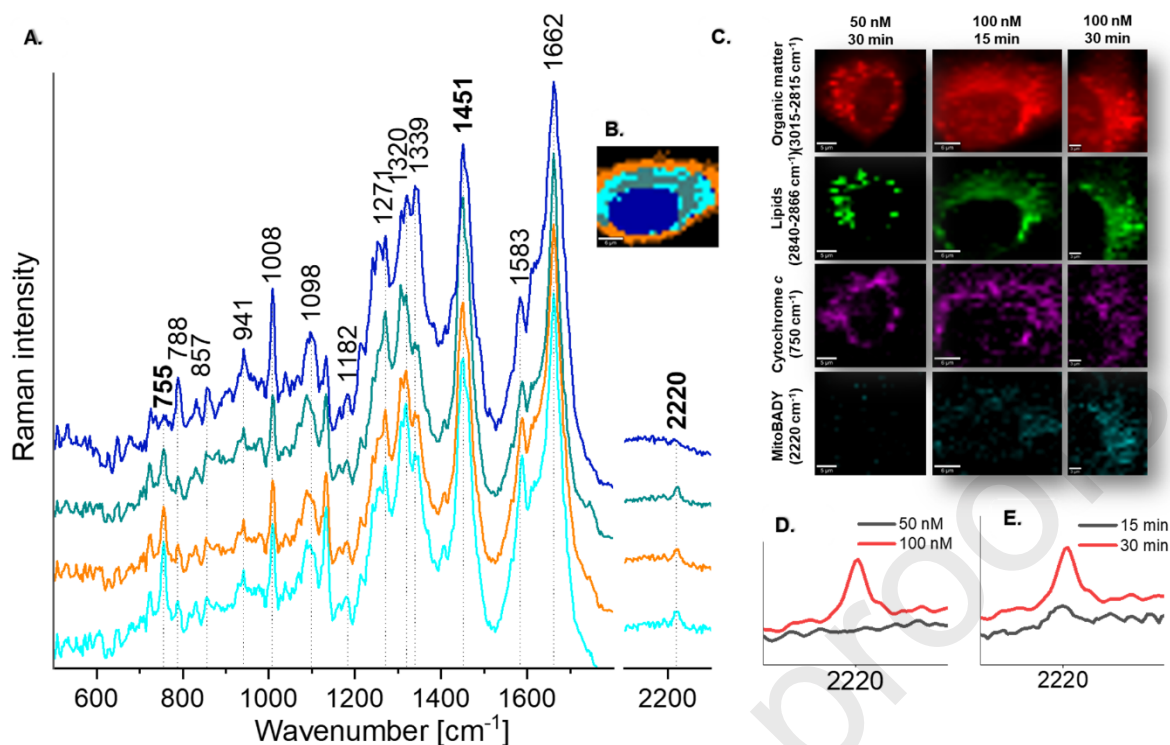 A.
Raman intensity
755
788
857
941
1008
1098
1182
1271
1320
1339
1451
1583
1662
2220
600
800
1000
1200
1400
1600
2200
Wavenumber [cm⁻¹]
B.
C.
50 nM
30 min
100 nM
15 min
100 nM
30 min
Organic matter
(3015-2815 cm⁻¹)
Lipids
(2840-2866 cm⁻¹)
Cytochrome c
(750 cm⁻¹)
MitoBADY
(2220 cm⁻¹)
D.
50 nM
100 nM
2220
E.
15 min
30 min
2220
proofs